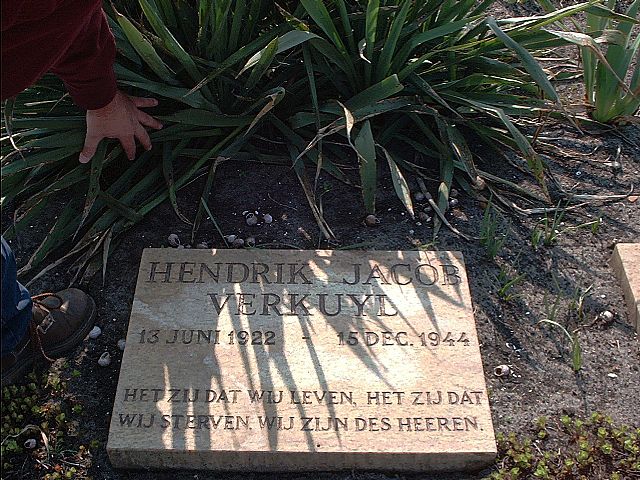 HENDRIK JACOB
VERKUYL
13 JUNI 1922 - 15 DEC. 1944
HET ZIJ DAT WIJ LEVEN, HET ZIJ DAT
WIJ STERVEN, WIJ ZIJN DES HEEREN.